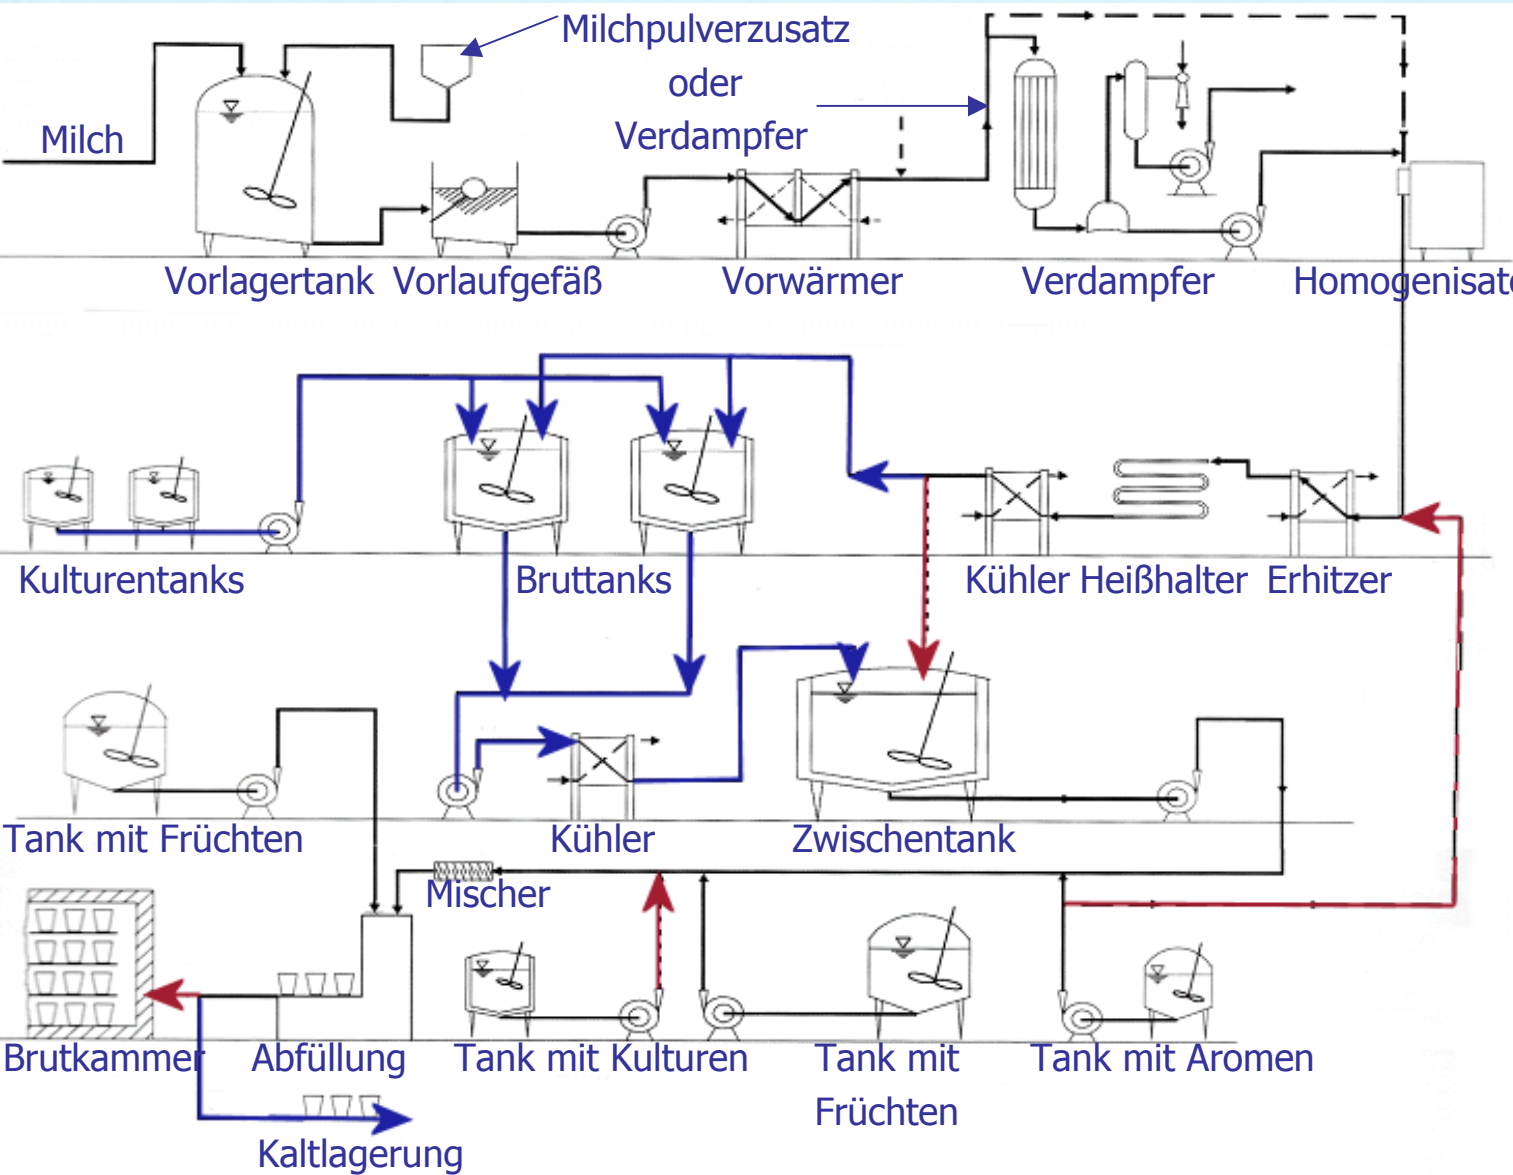 Milchpulverzusatz
oder
Verdampfer
Milch
Vorlagertank
Vorlaufgefäß
Vorwärmer
Verdampfer
Homogenisato
Kulturentanks
Bruttanks
Kühler
Heißhalter
Erhitzer
Tank mit Früchten
Kühler
Zwischentank
Mischer
Brutkammer
Abfüllung
Tank mit Kulturen
Tank mit
Früchten
Tank mit Aromen
Kaltlagerung